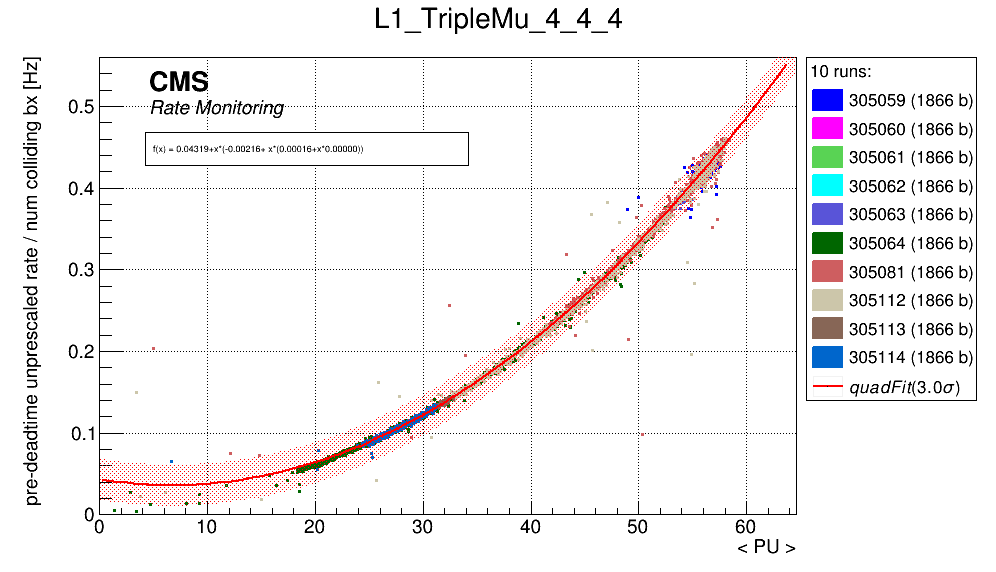 L1_TripleMu_4_4_4
pre-deadtime unprescaled rate / num colliding bx [Hz]
CMS
Rate Monitoring
f(x) = 0.04319+x*(-0.00216+ x*(0.00016+x*0.00000))
0.5
0.4
0.3
0.2
0.1
0
0 10 20 30 40 50 60
< PU >
10 runs:
305059 (1866 b)
305060 (1866 b)
305061 (1866 b)
305062 (1866 b)
305063 (1866 b)
305064 (1866 b)
305081 (1866 b)
305112 (1866 b)
305113 (1866 b)
305114 (1866 b)
quadFit(3.0σ)